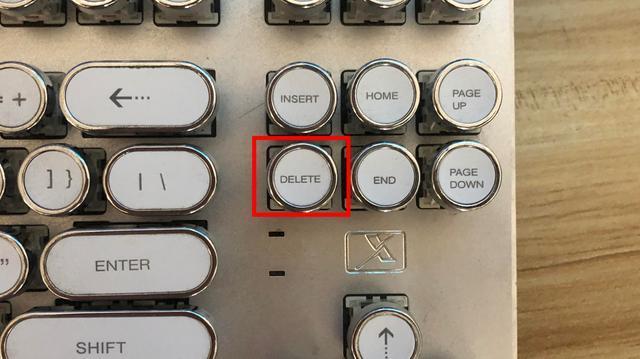 = +
←···
INSERT
HOME
PAGE
UP
] }
| \
DELETE
END
PAGE
DOWN
"
ENTER
X
SHIFT